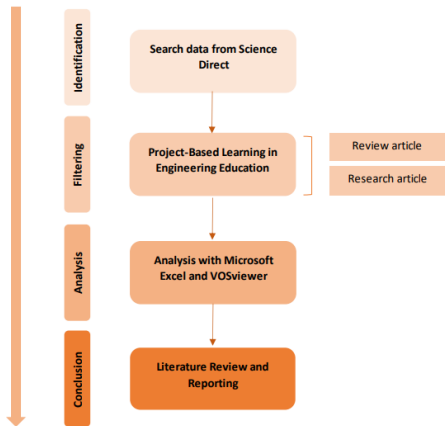 Identification
Search data from Science
Direct
Filtering
Project-Based Learning in
Engineering Education
Review article
Research article
Analysis
Analysis with Microsoft
Excel and VOSviewer
Conclusion
Literature Review and
Reporting